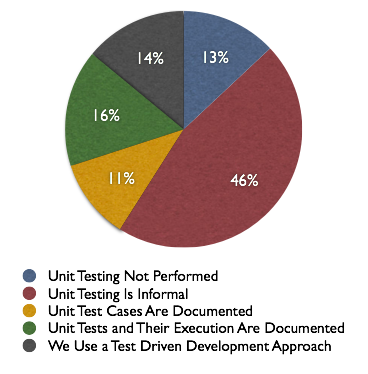 14%
13%
16%
11%
46%
Unit Testing Not Performed
Unit Testing Is Informal
Unit Test Cases Are Documented
Unit Tests and Their Execution Are Documented
We Use a Test Driven Development Approach